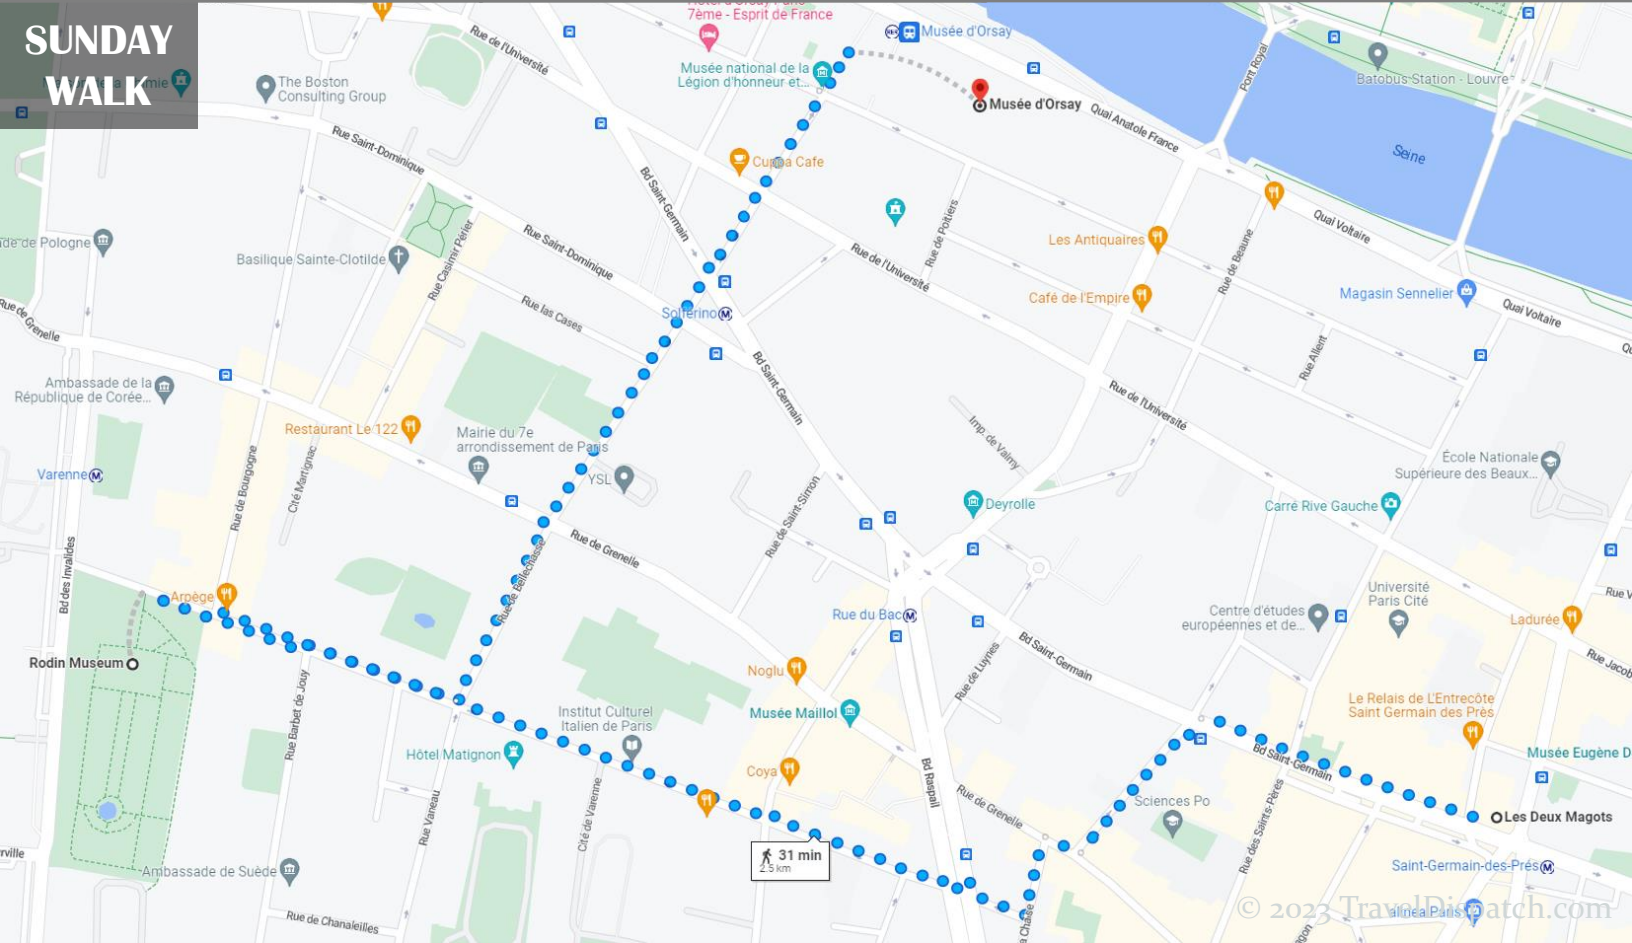 SUNDAY
WALK
7ème - Esprit de France
Musée d'Orsay
Rue de l'Université
The Boston
Consulting Group
Musée national de la
Légion d'honneur et...
Musée d'Orsay
Pont Royal
Batobus Station - Louvre
Quai Anatole France
Seine
Rue Saint-Dominique
Cuppa Cafe
Bd Saint-Germain
Quai Voltaire
ade de Pologne
Basilique Sainte-Clotilde
Rue Casimir Périer
Rue Saint-Dominique
Rue de Poitiers
Rue de l'Université
Les Antiquaires
Rue de Beaune
Café de l'Empire
Magasin Sennelier
Quai Voltaire
Rue de Grenelle
Rue las Cases
Solférino
Bd Saint-Germain
Rue Allent
Ambassade de la
République de Corée...
Rue de l'Université
Restaurant Le 122
Mairie du 7e
arrondissement de Paris
Imp. de Valmy
Varenne
Rue de Bourgogne
Cité Martignac
YSL
École Nationale
Supérieure des Beaux...
Deyrolle
Carré Rive Gauche
Rue de Saint-Simon
Rue de Grenelle
Bd des Invalides
Rue de Bellechasse
Arpège
Université
Paris Cité
Rue du Bac
Centre d'études
européennes et de...
Ladurée
Rodin Museum
Noglu
Rue de Luynes
Bd Saint-Germain
Rue Jacob
Rue Barbet de Jouy
Institut Culturel
Italien de Paris
Musée Maillol
Le Relais de L'Entrecôte
Saint Germain des Près
Hôtel Matignon
Coya
Bd Raspail
Bd Saint-Germain
Musée Eugène D
Rue Vaneau
Cité de Varenne
Rue de Grenelle
Sciences Po
Rue des Saints-Pères
Les Deux Magots
31 min
2.5 km
Ambassade de Suède
Saint-Germain-des-Prés
Rue de Chanaleilles
a Chaise
© 2023 TravelDispatch.com